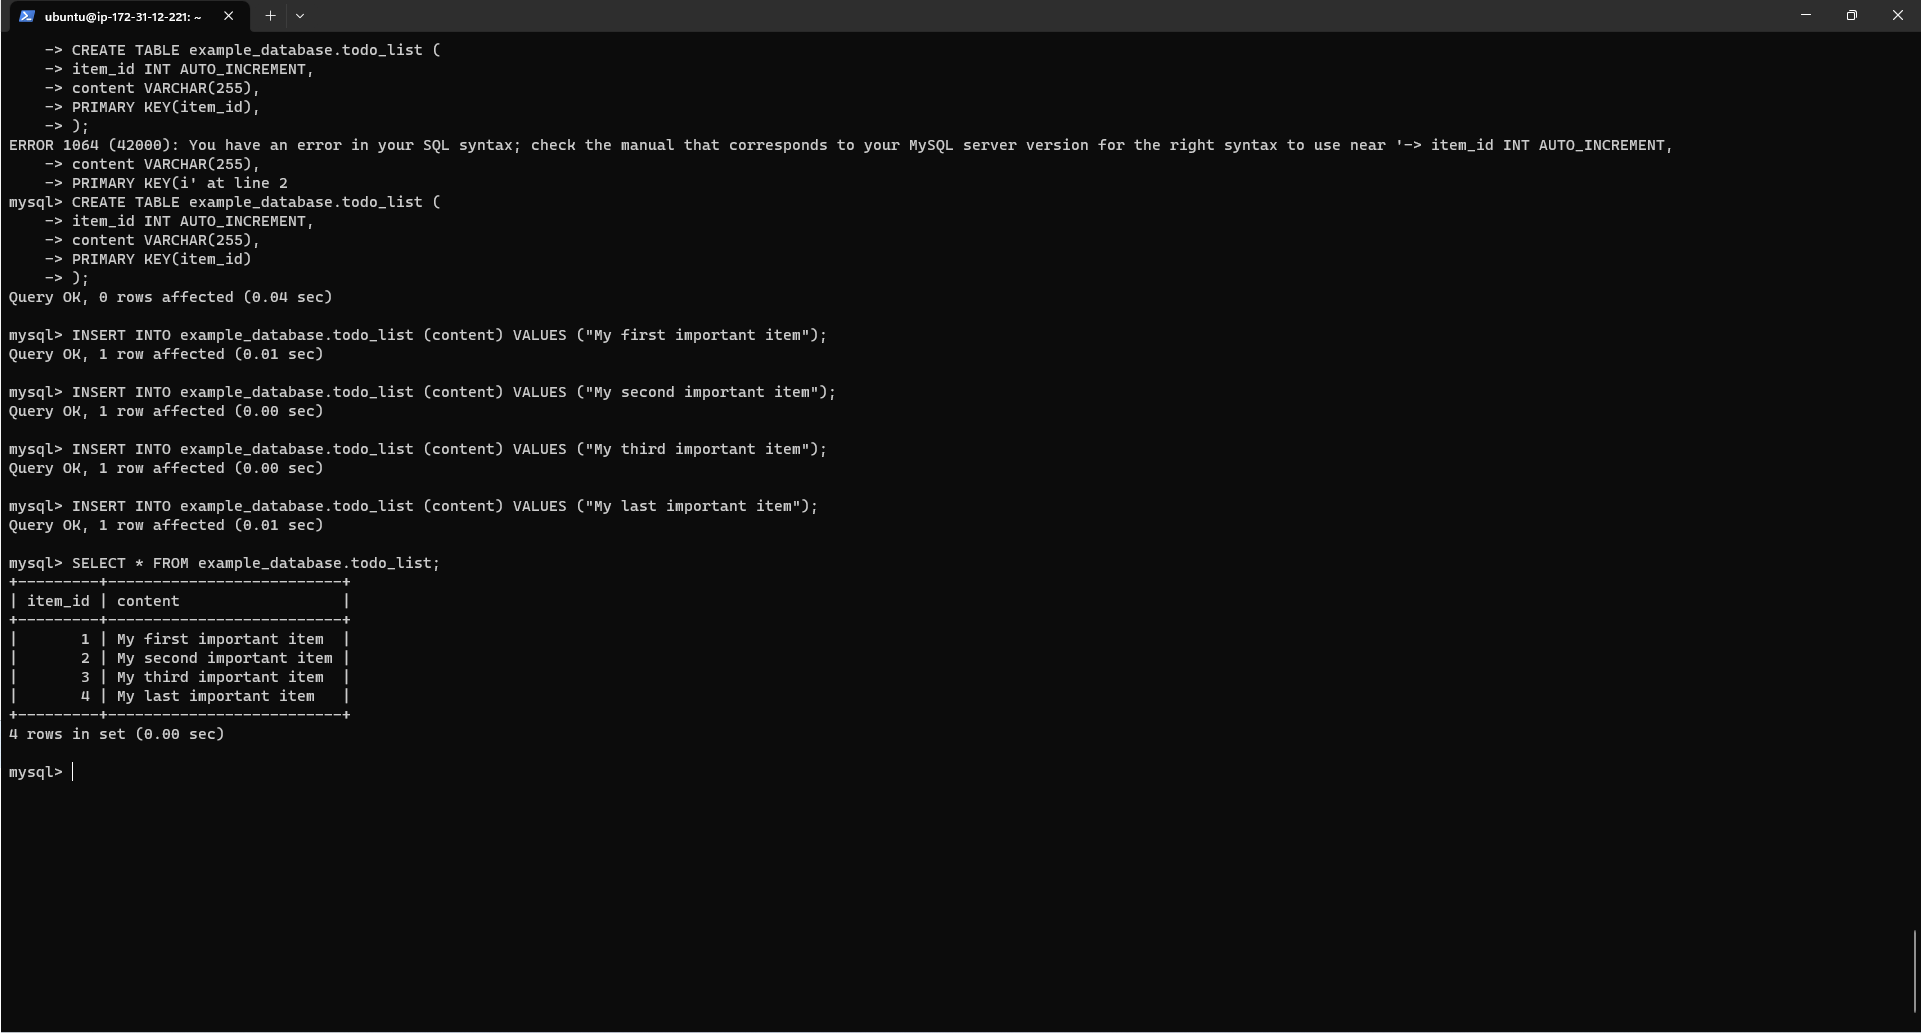 ubuntu@ip-172-31-12-221: ~
    -> CREATE TABLE example_database.todo_list (
    -> item_id INT AUTO_INCREMENT,
    -> content VARCHAR(255),
    -> PRIMARY KEY(item_id),
    -> );
ERROR 1064 (42000): You have an error in your SQL syntax; check the manual that corresponds to your MySQL server version for the right syntax to use near '-> item_id INT AUTO_INCREMENT,
    -> content VARCHAR(255),
    -> PRIMARY KEY(i' at line 2
mysql> CREATE TABLE example_database.todo_list (
    -> item_id INT AUTO_INCREMENT,
    -> content VARCHAR(255),
    -> PRIMARY KEY(item_id)
    -> );
Query OK, 0 rows affected (0.04 sec)

mysql> INSERT INTO example_database.todo_list (content) VALUES ("My first important item");
Query OK, 1 row affected (0.01 sec)

mysql> INSERT INTO example_database.todo_list (content) VALUES ("My second important item");
Query OK, 1 row affected (0.00 sec)

mysql> INSERT INTO example_database.todo_list (content) VALUES ("My third important item");
Query OK, 1 row affected (0.00 sec)

mysql> INSERT INTO example_database.todo_list (content) VALUES ("My last important item");
Query OK, 1 row affected (0.01 sec)

mysql> SELECT * FROM example_database.todo_list;
+---------+--------------------------+
| item_id | content                  |
+---------+--------------------------+
|       1 | My first important item  |
|       2 | My second important item |
|       3 | My third important item  |
|       4 | My last important item   |
+---------+--------------------------+
4 rows in set (0.00 sec)

mysql>